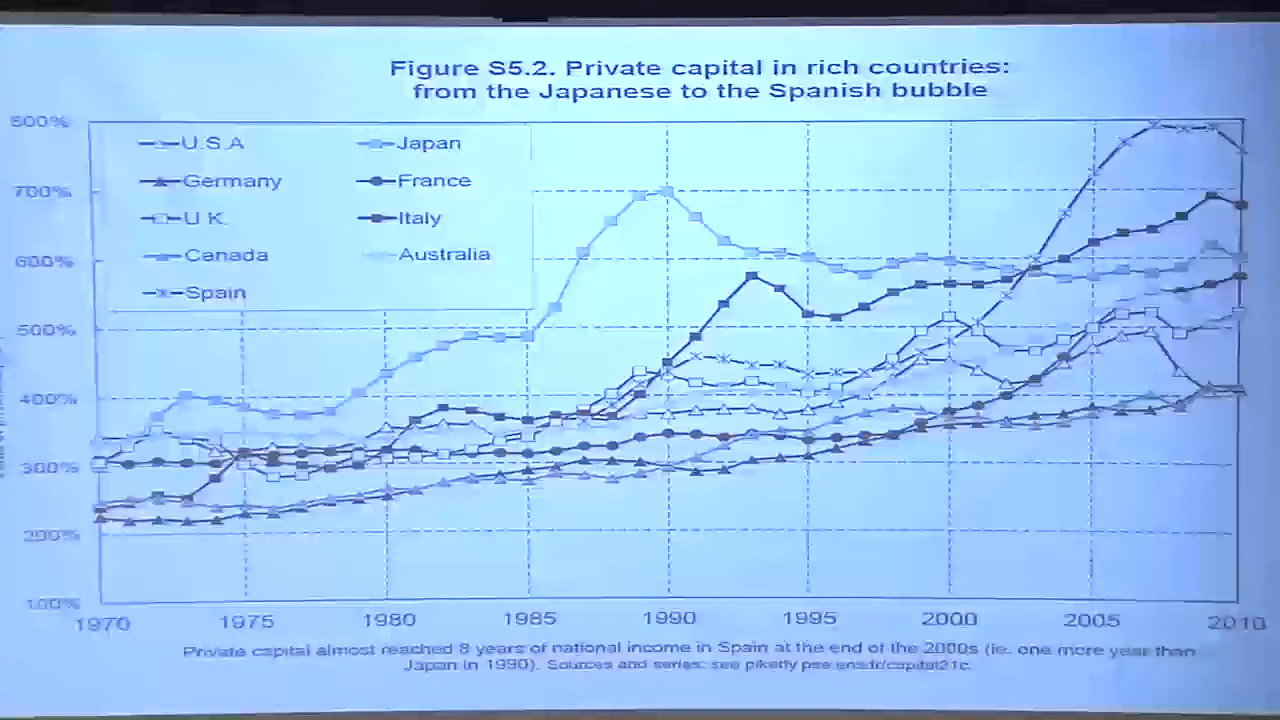 Figure S5.2. Private capital in rich countries:
from the Japanese to the Spanish bubble
800%
700%
600%
500%
400%
300%
200%
100%
U.S.A
Japan
Germany
France
U.K.
Italy
Canada
Australia
Spain
1970 1975 1980 1985 1990 1995 2000 2005 2010
Private capital almost reached 8 years of national income in Spain at the end of the 2000s (ie. one more year than
Japan in 1990). Sources and series: see piketty.pse.ens.fr/capital21c.